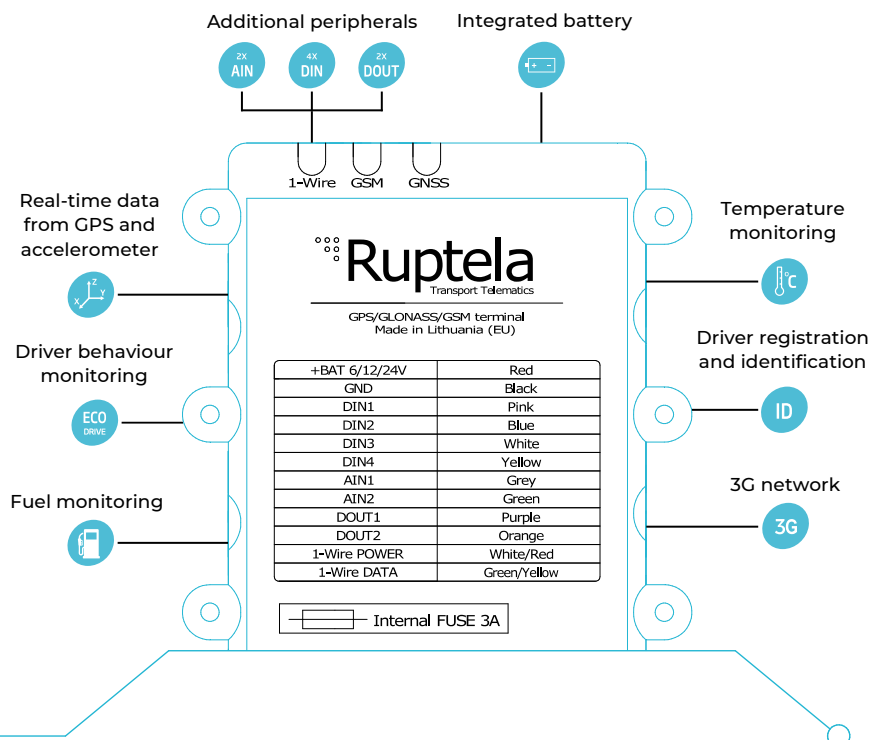 Additional peripherals
Integrated battery
2X
AIN
4X
DIN
2X
DOUT
+ -
1-Wire GSM GNSS
Real-time data
from GPS and
accelerometer
X Z Y
Driver behaviour
monitoring
ECO
DRIVE
Fuel monitoring
Ruptela
Transport Telematics
GPS/GLONASS/GSM terminal
Made in Lithuania (EU)
+BAT 6/12/24V Red
GND Black
DIN1 Pink
DIN2 Blue
DIN3 White
DIN4 Yellow
AIN1 Grey
AIN2 Green
DOUT1 Purple
DOUT2 Orange
1-Wire POWER White/Red
1-Wire DATA Green/Yellow
Internal FUSE 3A
Temperature
monitoring
°C
Driver registration
and identification
ID
3G network
3G